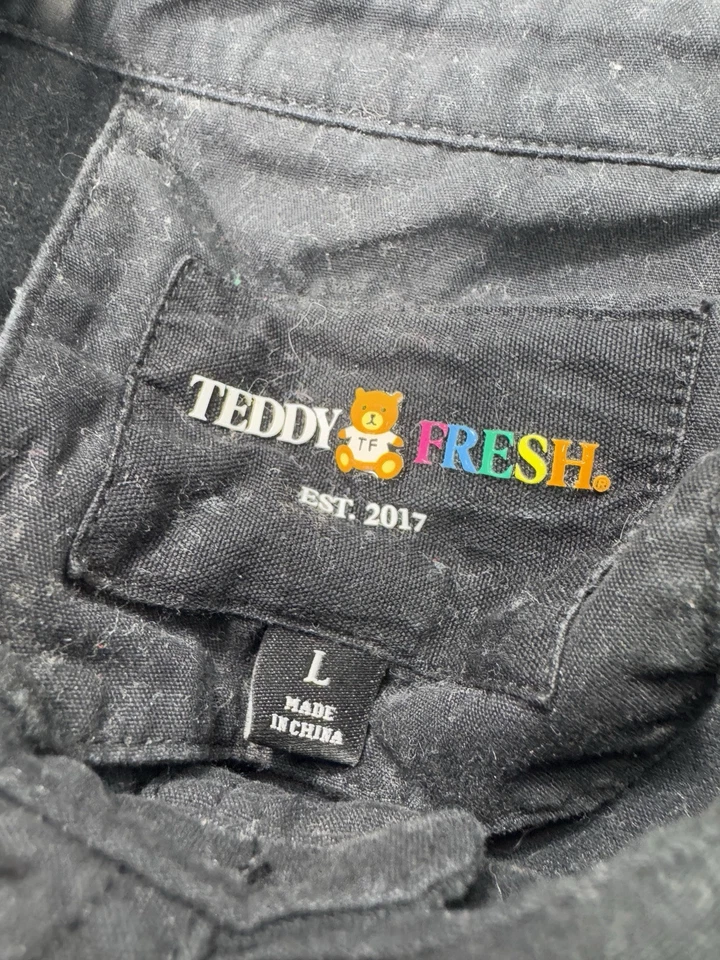 TEDDY TF FRESH®
EST. 2017
L
MADE
IN CHINA